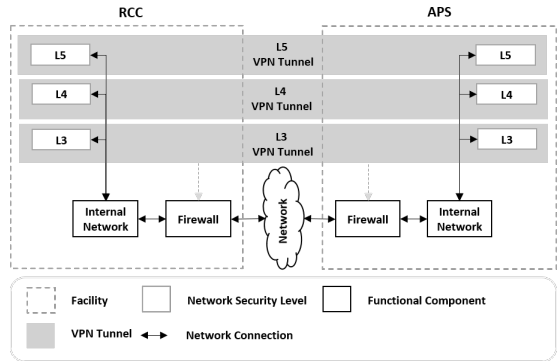 RCC
APS
L5
L5
VPN Tunnel
L5
L4
L4
VPN Tunnel
L4
L3
L3
VPN Tunnel
L3
Internal
Network
Firewall
Network
Firewall
Internal
Network
Facility
Network Security Level
Functional Component
VPN Tunnel
Network Connection